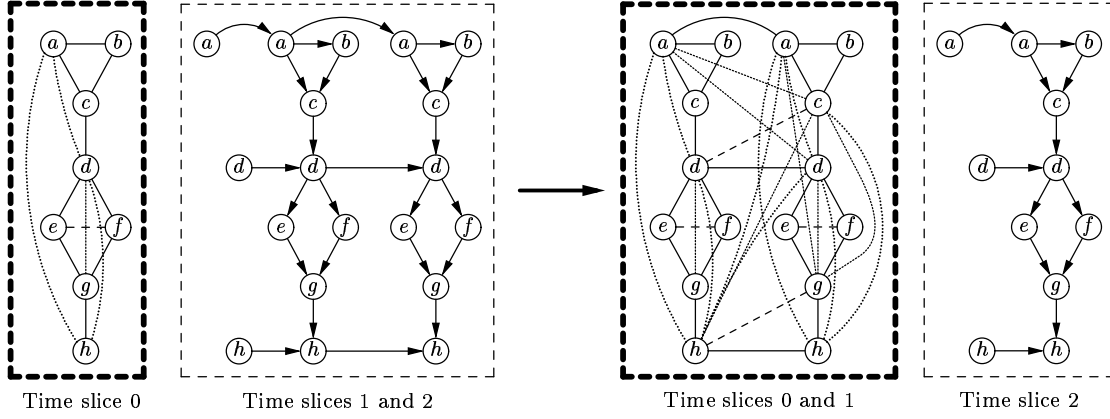 a b a a b a b a a b a a b
c c c c c c
d d d d d d d d
e f e f e f e f e f e f
g g g g g g
h h h h h h h h
Time slice 0 Time slices 1 and 2 Time slices 0 and 1 Time slice 2